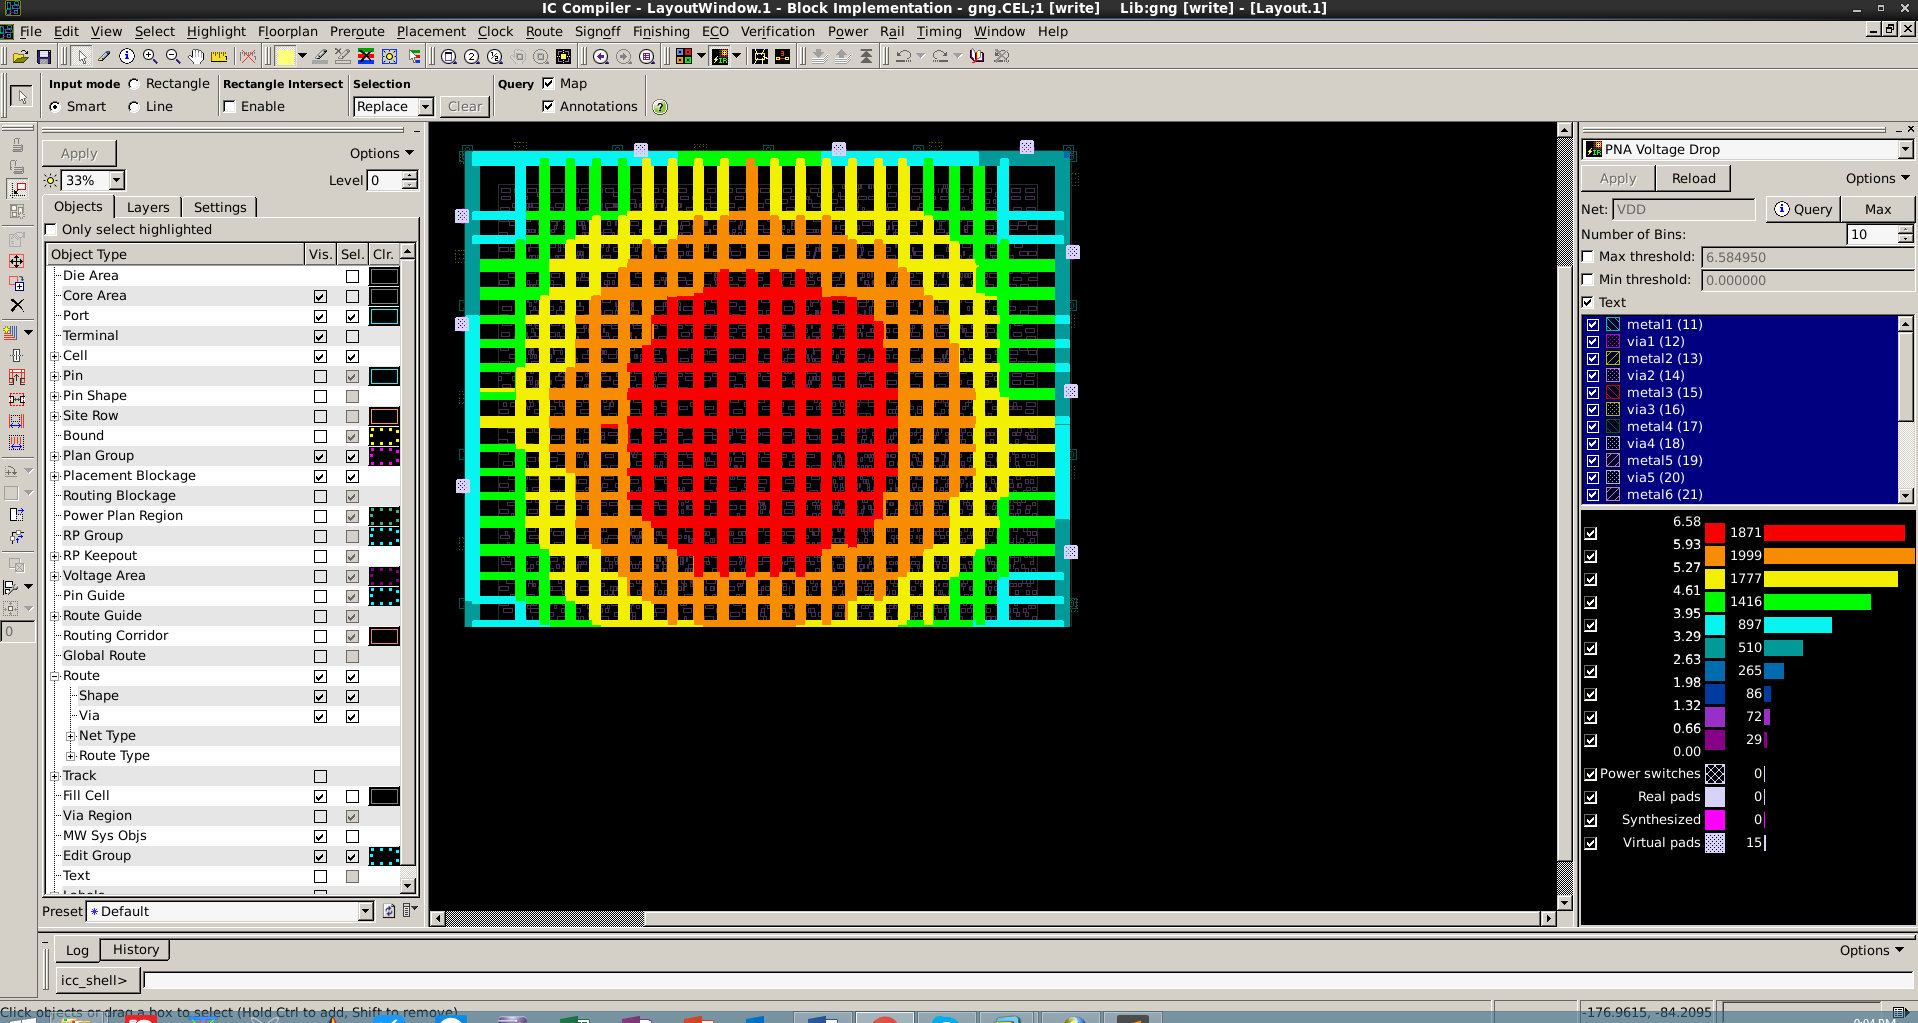 IC Compiler - LayoutWindow.1 - Block Implementation - gng.CEL;1 [write]    Lib:gng [write] - [Layout.1]
File Edit View Select Highlight Floorplan Preroute Placement Clock Route Signoff Finishing ECO Verification Power Rail Timing Window Help
Input mode Rectangle Rectangle Intersect Selection Query Map
Smart Line Enable Replace Clear Annotations
Apply Options
33% Level 0
Objects Layers Settings
Only select highlighted
Object Type Vis. Sel. Clr.
Die Area
Core Area
Port
Terminal
Cell
Pin
Pin Shape
Site Row
Bound
Plan Group
Placement Blockage
Routing Blockage
Power Plan Region
RP Group
RP Keepout
Voltage Area
Pin Guide
Route Guide
Routing Corridor
Global Route
Route
Shape
Via
Net Type
Route Type
Track
Fill Cell
Via Region
MW Sys Objs
Edit Group
Text
Preset * Default
0
PNA Voltage Drop
Apply Reload Options
Net: VDD Query Max
Number of Bins: 10
Max threshold: 6.584950
Min threshold: 0.000000
Text
metal1 (11)
via1 (12)
metal2 (13)
via2 (14)
metal3 (15)
via3 (16)
metal4 (17)
via4 (18)
metal5 (19)
via5 (20)
metal6 (21)
6.58
1871
5.93
1999
5.27
1777
4.61
1416
3.95
897
3.29
510
2.63
265
1.98
86
1.32
72
0.66
29
0.00
Power switches 0
Real pads 0
Synthesized 0
Virtual pads 15
Log History Options
icc_shell>
Click objects or drag a box to select (Hold Ctrl to add, Shift to remove)
-176.9615, -84.2095